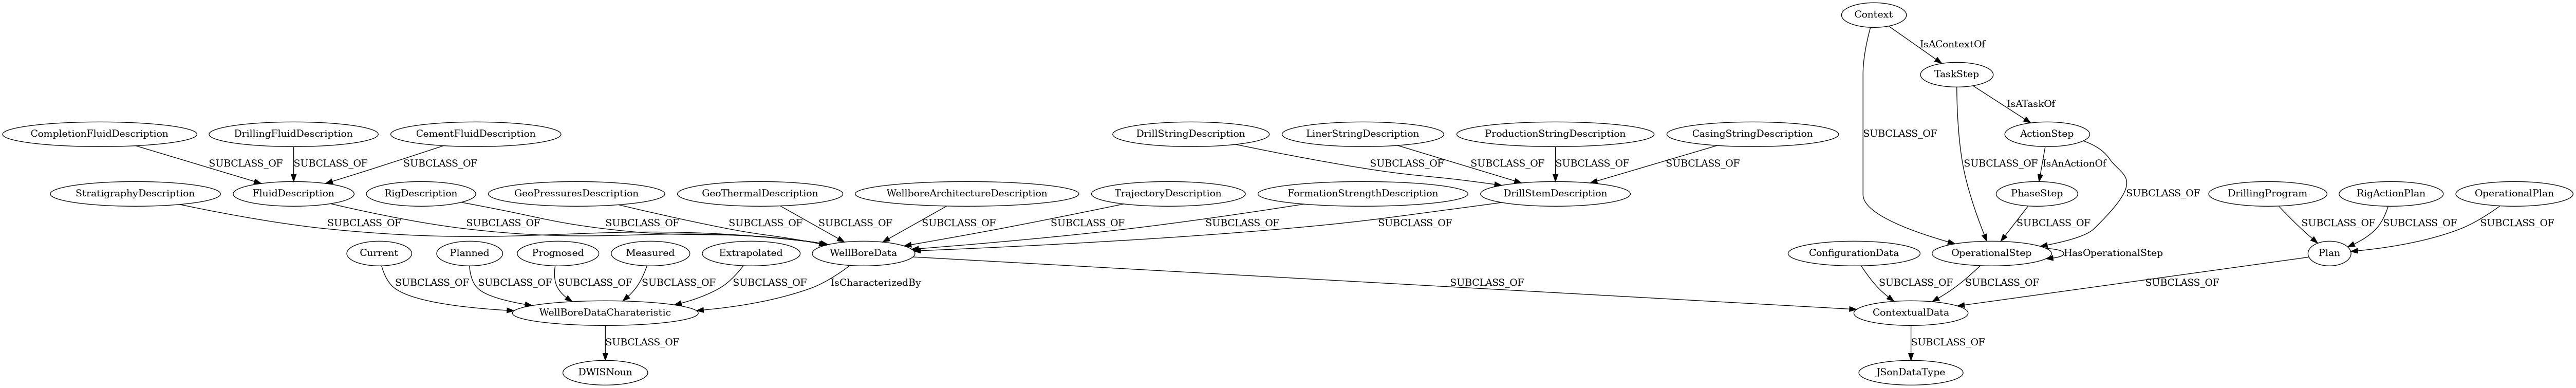 Context
IsAContextOf
TaskStep
IsATaskOf
CompletionFluidDescription
DrillingFluidDescription
CementFluidDescription
DrillStringDescription
LinerStringDescription
ProductionStringDescription
CasingStringDescription
SUBCLASS_OF
ActionStep
SUBCLASS_OF
SUBCLASS_OF
SUBCLASS_OF
SUBCLASS_OF
SUBCLASS_OF
SUBCLASS_OF
SUBCLASS_OF
SUBCLASS_OF
IsAnActionOf
StratigraphyDescription
FluidDescription
RigDescription
GeoPressuresDescription
GeoThermalDescription
WellboreArchitectureDescription
TrajectoryDescription
FormationStrengthDescription
DrillStemDescription
PhaseStep
SUBCLASS_OF
DrillingProgram
RigActionPlan
OperationalPlan
SUBCLASS_OF
SUBCLASS_OF
SUBCLASS_OF
SUBCLASS_OF
SUBCLASS_OF
SUBCLASS_OF
SUBCLASS_OF
SUBCLASS_OF
SUBCLASS_OF
SUBCLASS_OF
SUBCLASS_OF
SUBCLASS_OF
SUBCLASS_OF
Current
Planned
Prognosed
Measured
Extrapolated
WellBoreData
ConfigurationData
OperationalStep
HasOperationalStep
Plan
SUBCLASS_OF
SUBCLASS_OF
SUBCLASS_OF
SUBCLASS_OF
SUBCLASS_OF
IsCharacterizedBy
SUBCLASS_OF
SUBCLASS_OF
SUBCLASS_OF
SUBCLASS_OF
WellBoreDataCharateristic
ContextualData
SUBCLASS_OF
SUBCLASS_OF
DWISNoun
JSonDataType